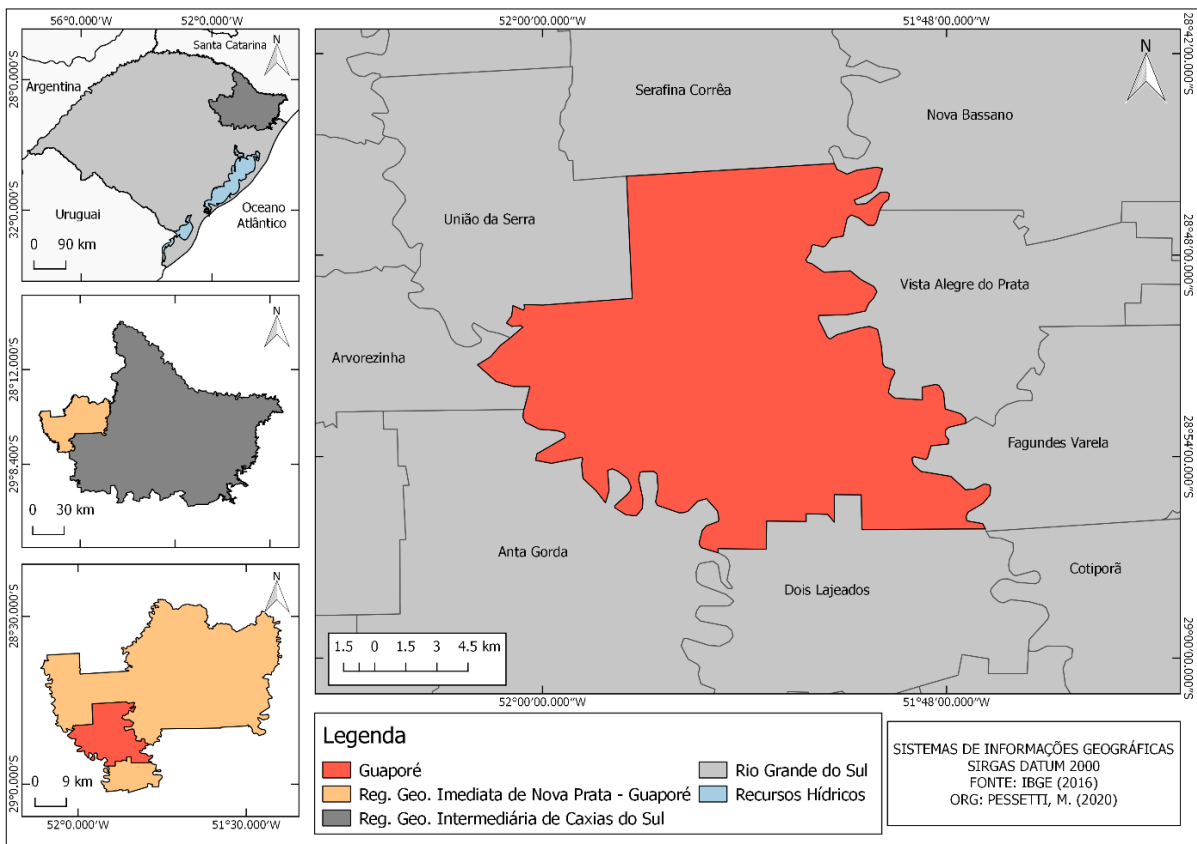 56°0.000'W
52°0.000'W
28°0.000'S
32°0.000'S
Santa Catarina
N
Argentina
Uruguai
Oceano
Atlântico
0 90 km
28°12.000'S
29°8.400'S
N
0 30 km
28°30.000'S
29°0.000'S
N
0 9 km
52°0.000'W
51°30.000'W
52°00'00.000"W
51°48'00.000"W
28°42'00.000"S
28°48'00.000"S
28°54'00.000"S
29°00'00.000"S
N
Serafina Corrêa
Nova Bassano
União da Serra
Vista Alegre do Prata
Arvorezinha
Fagundes Varela
Anta Gorda
Dois Lajeados
Cotiporã
1.5 0 1.5 3 4.5 km
52°00'00.000"W
51°48'00.000"W
Legenda
Guaporé
Reg. Geo. Imediata de Nova Prata - Guaporé
Reg. Geo. Intermediária de Caxias do Sul
Rio Grande do Sul
Recursos Hídricos
SISTEMAS DE INFORMAÇÕES GEOGRÁFICAS
SIRGAS DATUM 2000
FONTE: IBGE (2016)
ORG: PESSETTI, M. (2020)